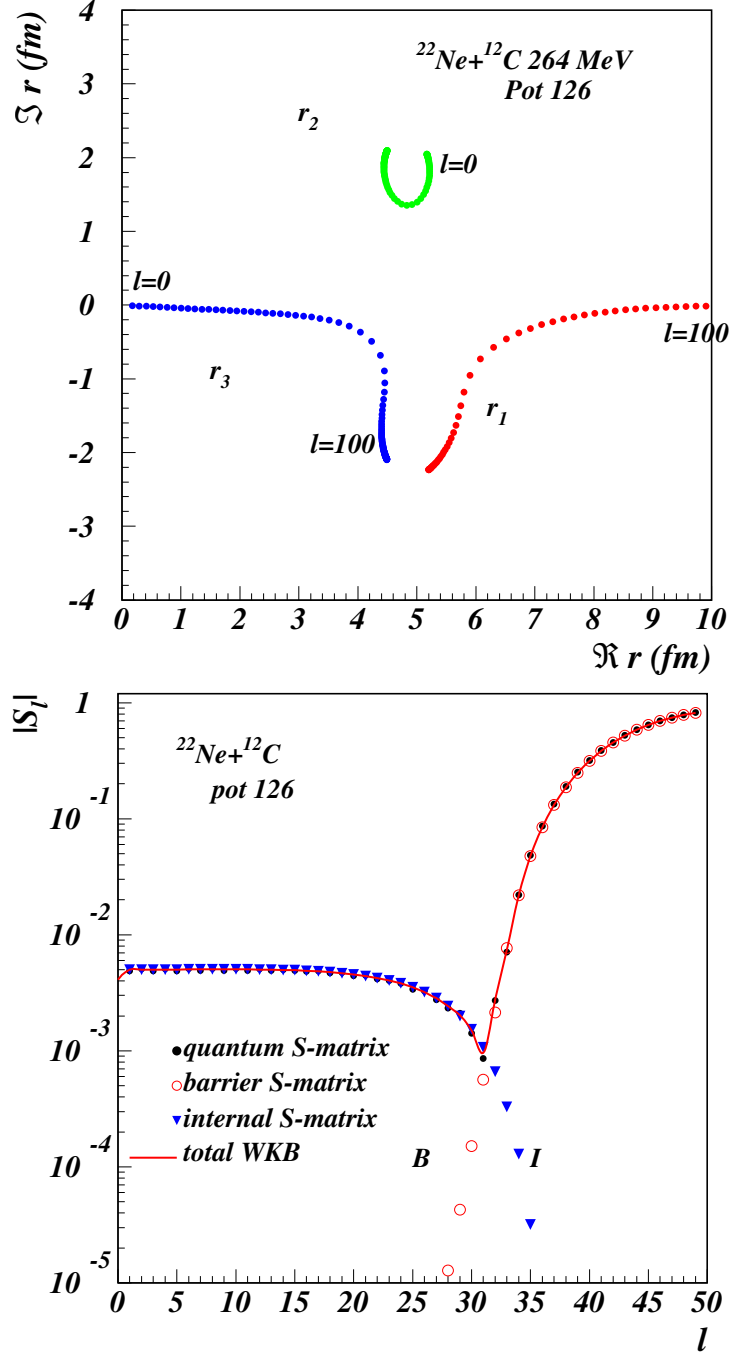 ℑ r (fm)
4
3
2
1
0
-1
-2
-3
-4
²²Ne+¹²C 264 MeV
Pot 126
r₂
l=0
l=0
l=100
r₃
r₁
l=100
0 1 2 3 4 5 6 7 8 9 10
ℜ r (fm)
|Sₗ|
1
10⁻¹
10⁻²
10⁻³
10⁻⁴
10⁻⁵
²²Ne+¹²C
pot 126
quantum S-matrix
barrier S-matrix
internal S-matrix
total WKB
B I
0 5 10 15 20 25 30 35 40 45 50
l